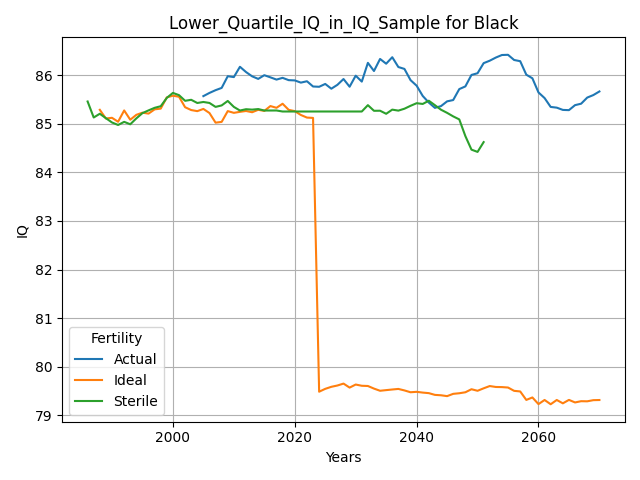 Lower_Quartile_IQ_in_IQ_Sample for Black
IQ
86
85
84
83
82
81
80
79
Fertility
Actual
Ideal
Sterile
2000 2020 2040 2060
Years